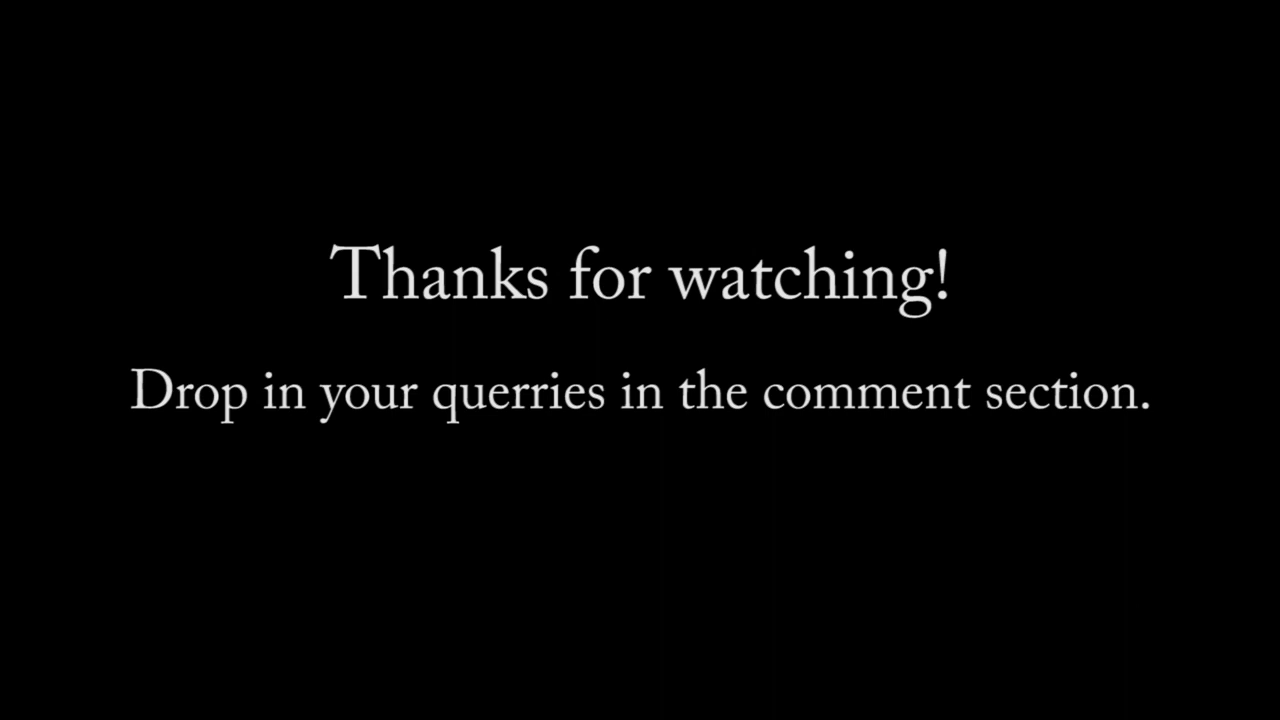 Thanks for watching!
Drop in your querries in the comment section.